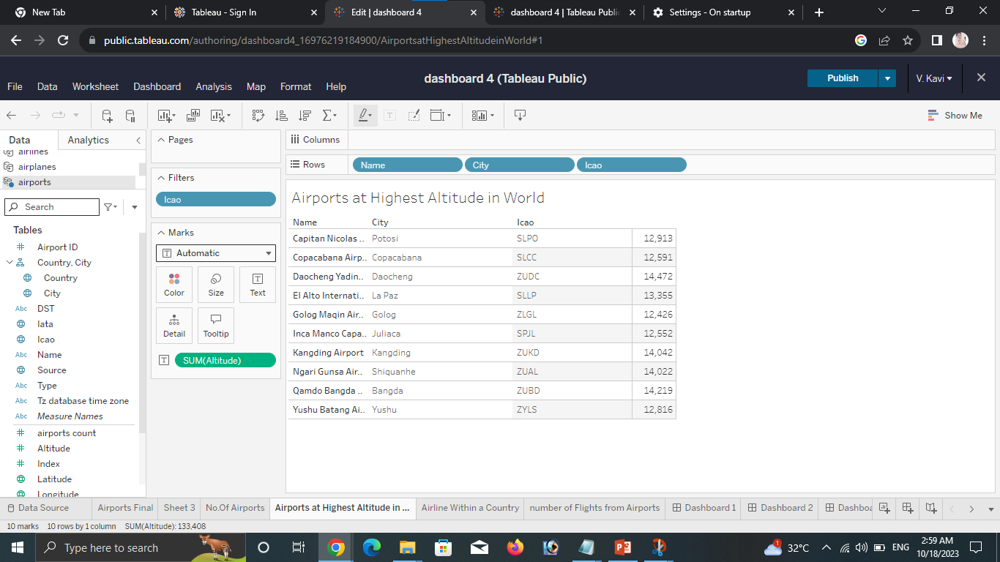 New Tab
Tableau - Sign In
Edit | dashboard 4
dashboard 4 | Tableau Public
Settings - On startup
public.tableau.com/authoring/dashboard4_16976219184900/AirportsatHighestAltitudeinWorld#1
dashboard 4 (Tableau Public)
Publish
V. Kavi
File Data Worksheet Dashboard Analysis Map Format Help
Show Me
Data Analytics
airlines
airplanes
airports
Search
Tables
Airport ID
Country, City
Country
City
Abc DST
Iata
Icao
Abc Name
Source
Abc Type
Abc Tz database time zone
Abc Measure Names
airports count
Altitude
Index
Latitude
Longitude
Pages
Filters
Icao
Marks
Automatic
Color Size Text
Detail Tooltip
SUM(Altitude)
Columns
Rows Name City Icao
Airports at Highest Altitude in World
Name City Icao
Capitan Nicolas .. Potosi SLPO 12,913
Copacabana Airp.. Copacabana SLCC 12,591
Daocheng Yadin.. Daocheng ZUDC 14,472
El Alto Internati.. La Paz SLLP 13,355
Golog Maqin Air.. Golog ZLGL 12,426
Inca Manco Capa.. Juliaca SPJL 12,552
Kangding Airport Kangding ZUKD 14,042
Ngari Gunsa Air.. Shiquanhe ZUAL 14,022
Qamdo Bangda .. Bangda ZUBD 14,219
Yushu Batang Ai.. Yushu ZYLS 12,816
Data Source Airports Final Sheet 3 No.Of Airports Airports at Highest Altitude in ... Airline Within a Country number of Flights from Airports Dashboard 1 Dashboard 2 Dashboa
10 marks 10 rows by 1 column SUM(Altitude): 133,408
Type here to search
1
32°C
ENG
2:59 AM
10/18/2023